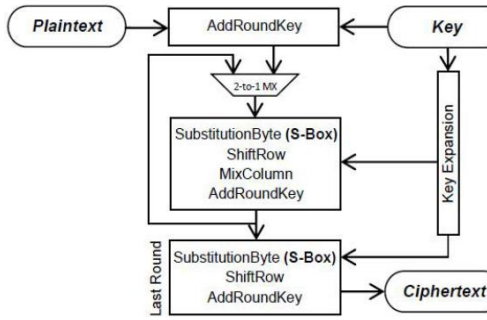 Plaintext
AddRoundKey
Key
2-to-1 MX
SubstitutionByte (S-Box)
ShiftRow
MixColumn
AddRoundKey
Key Expansion
Last Round
SubstitutionByte (S-Box)
ShiftRow
AddRoundKey
Ciphertext